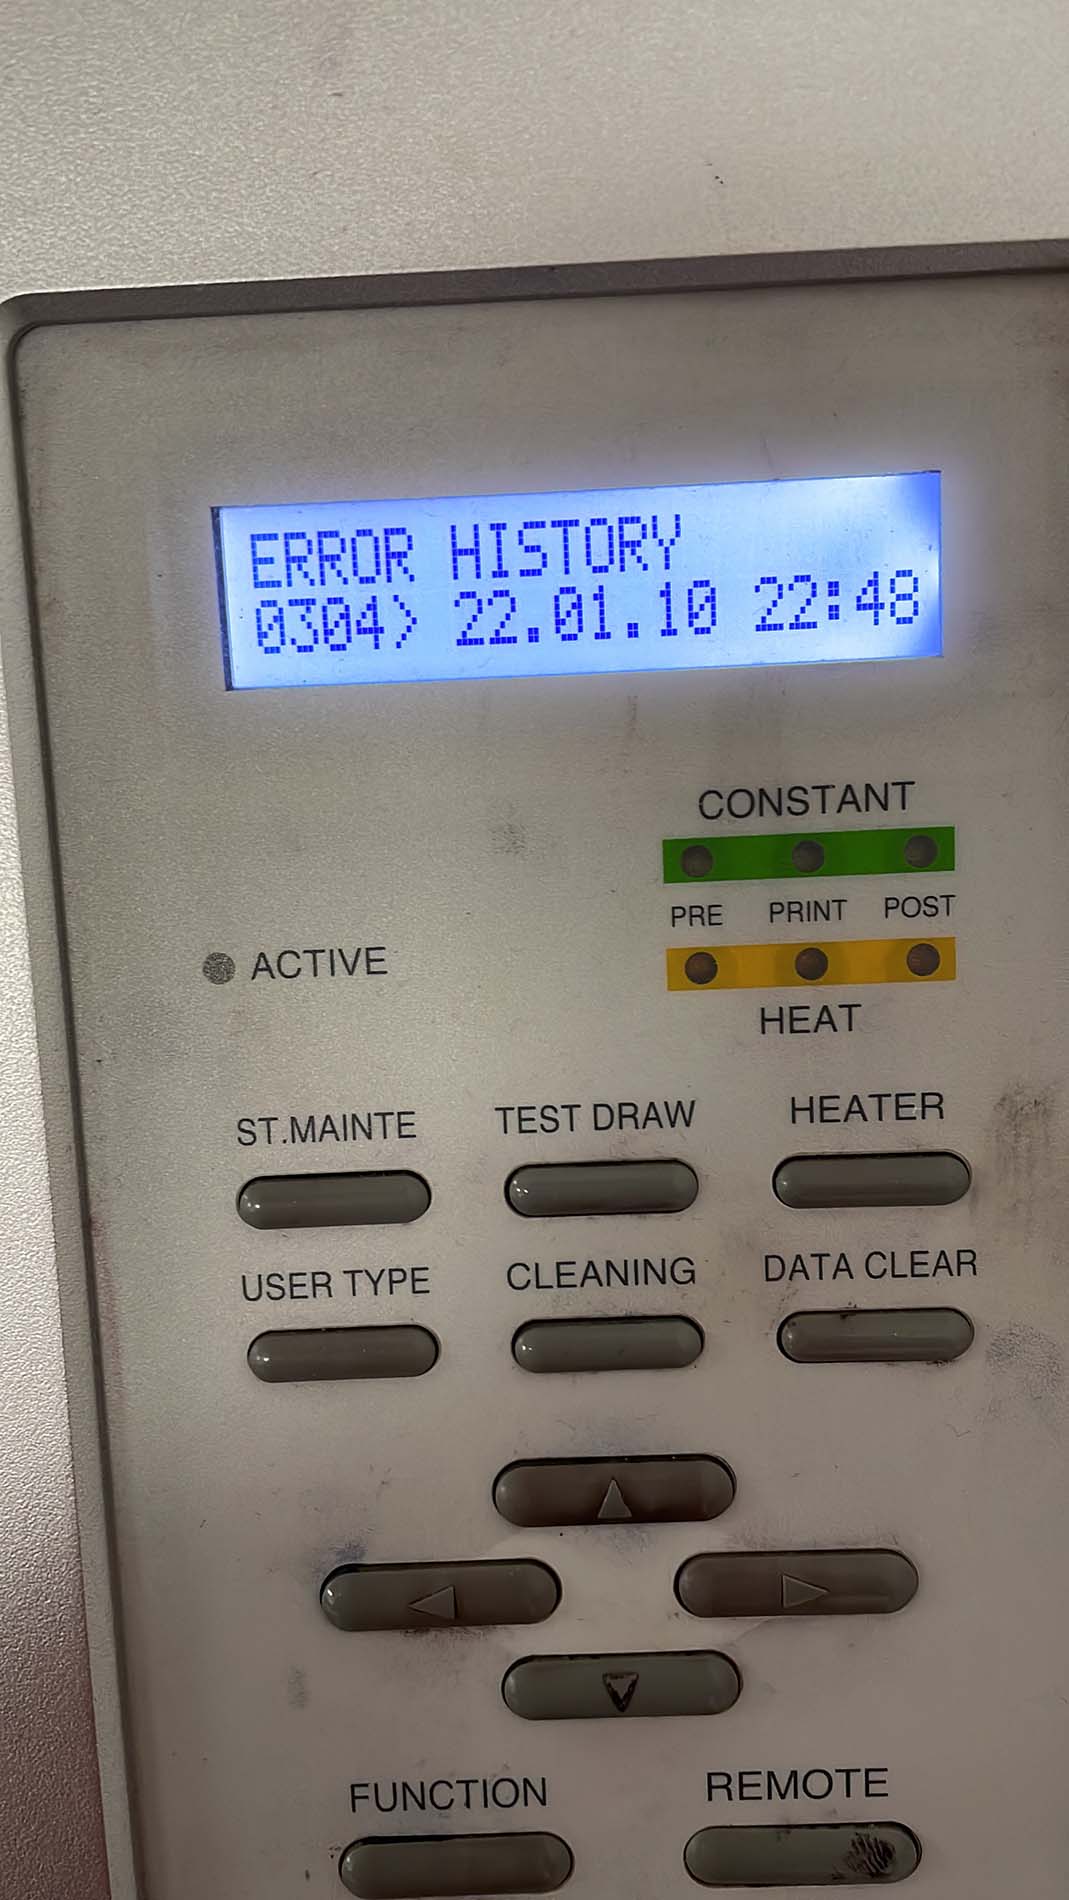 ERROR HISTORY
0304> 22.01.10 22:48
CONSTANT
PRE PRINT POST
ACTIVE
HEAT
ST.MAINTE TEST DRAW HEATER
USER TYPE CLEANING DATA CLEAR
FUNCTION REMOTE